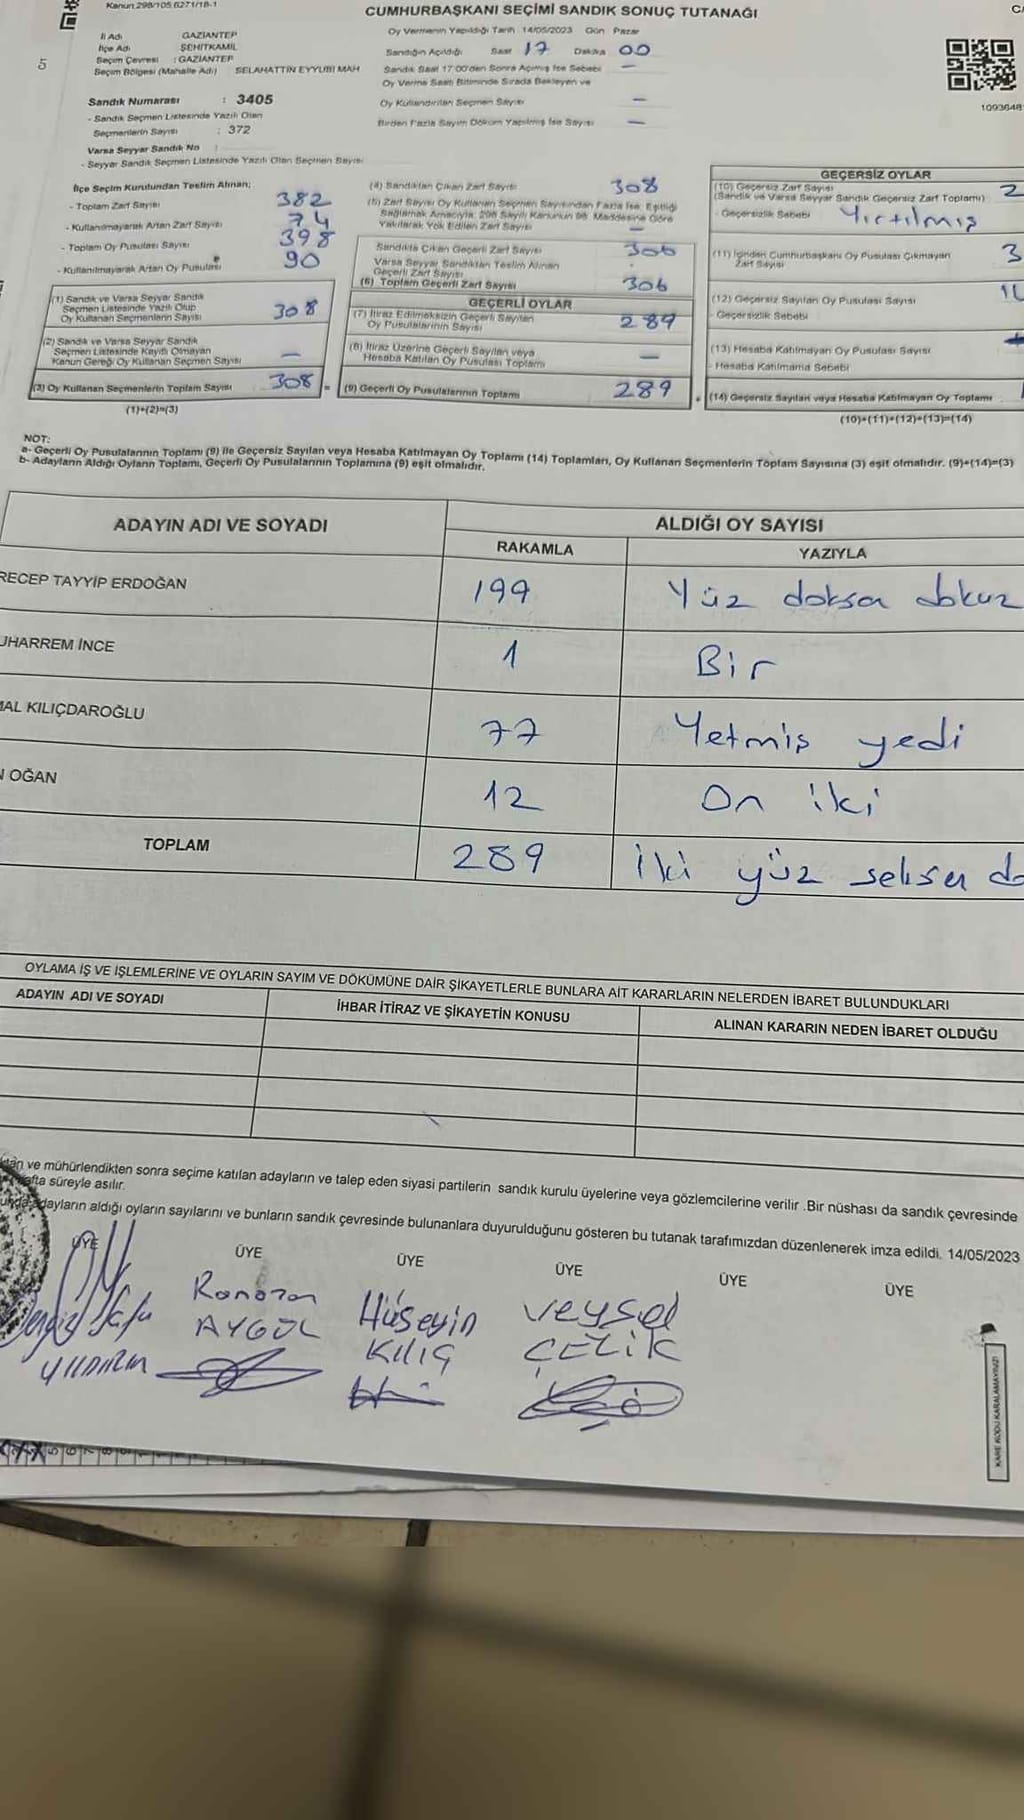 Kanun 298/105,6271/18-1
CUMHURBAŞKANI SEÇİMİ SANDIK SONUÇ TUTANAĞI
5
İl Adı GAZİANTEP
İlçe Adı ŞEHİTKAMİL
Seçim Çevresi : GAZİANTEP
Seçim Bölgesi (Mahalle Adı) SELAHATTİN EYYUBİ MAH
Sandık Numarası : 3405
- Sandık Seçmen Listesinde Yazılı Olan
Seçmenlerin Sayısı : 372
Varsa Seyyar Sandık No :
- Seyyar Sandık Seçmen Listesinde Yazılı Olan Seçmen Sayısı
Oy Vermenin Yapıldığı Tarih 14/05/2023 Gün Pazar
Sandığın Açıldığı Saat 17 Dakika 00
Sandık Saat 17:00'den Sonra Açılmış İse Sebebi —
Oy Verme Saati Bitiminde Sırada Bekleyen ve
Oy Kullandırılan Seçmen Sayısı —
Birden Fazla Sayım Döküm Yapılmış İse Sayısı —
1093648
İlçe Seçim Kurulundan Teslim Alınan;
- Toplam Zarf Sayısı 382
- Kullanılmayarak Artan Zarf Sayısı 74
- Toplam Oy Pusulası Sayısı 398
- Kullanılmayarak Artan Oy Pusulası 90
(1) Sandık ve Varsa Seyyar Sandık
Seçmen Listesinde Yazılı Olup
Oy Kullanan Seçmenlerin Sayısı 308
(2) Sandık ve Varsa Seyyar Sandık
Seçmen Listesinde Kayıtlı Olmayan
Kanun Gereği Oy Kullanan Seçmen Sayısı —
(3) Oy Kullanan Seçmenlerin Toplam Sayısı 308
(1)+(2)=(3)
(4) Sandıktan Çıkan Zarf Sayısı 308
(5) Zarf Sayısı Oy Kullanan Seçmen Sayısından Fazla İse, Eşitliği
Sağlamak Amacıyla, 298 Sayılı Kanunun 98. Maddesine Göre
Yakılarak Yok Edilen Zarf Sayısı —
Sandıkta Çıkan Geçerli Zarf Sayısı 306
Varsa Seyyar Sandıktan Teslim Alınan
Geçerli Zarf Sayısı
(6) Toplam Geçerli Zarf Sayısı 306
GEÇERLİ OYLAR
(7) İtiraz Edilmeksizin Geçerli Sayılan
Oy Pusulalarının Sayısı 289
(8) İtiraz Üzerine Geçerli Sayılan veya
Hesaba Katılan Oy Pusulası Toplamı —
(9) Geçerli Oy Pusulalarının Toplamı 289
GEÇERSİZ OYLAR
(10) Geçersiz Zarf Sayısı
(Sandık ve Varsa Seyyar Sandık Geçersiz Zarf Toplamı) 2
- Geçersizlik Sebebi Yırtılmış
(11) İçinden Cumhurbaşkanı Oy Pusulası Çıkmayan
Zarf Sayısı 3
(12) Geçersiz Sayılan Oy Pusulası Sayısı
- Geçersizlik Sebebi
(13) Hesaba Katılmayan Oy Pusulası Sayısı
- Hesaba Katılmama Sebebi
(14) Geçersiz Sayılan veya Hesaba Katılmayan Oy Toplamı
(10)+(11)+(12)+(13)=(14)
NOT:
a- Geçerli Oy Pusulalarının Toplamı (9) ile Geçersiz Sayılan veya Hesaba Katılmayan Oy Toplamı (14) Toplamları, Oy Kullanan Seçmenlerin Toplam Sayısına (3) eşit olmalıdır. (9)+(14)=(3)
b- Adayların Aldığı Oyların Toplamı, Geçerli Oy Pusulalarının Toplamına (9) eşit olmalıdır.
ADAYIN ADI VE SOYADI
ALDIĞI OY SAYISI
RAKAMLA YAZIYLA
RECEP TAYYİP ERDOĞAN 199 Yüz doksan dokuz
UHARREM İNCE 1 Bir
MAL KILIÇDAROĞLU 77 Yetmiş yedi
N OĞAN 12 On iki
TOPLAM 289 İki yüz seksen do
OYLAMA İŞ VE İŞLEMLERİNE VE OYLARIN SAYIM VE DÖKÜMÜNE DAİR ŞİKAYETLERLE BUNLARA AİT KARARLARIN NELERDEN İBARET BULUNDUKLARI
ADAYIN ADI VE SOYADI İHBAR İTİRAZ VE ŞİKAYETİN KONUSU ALINAN KARARIN NEDEN İBARET OLDUĞU
ve mühürlendikten sonra seçime katılan adayların ve talep eden siyasi partilerin sandık kurulu üyelerine veya gözlemcilerine verilir .Bir nüshası da sandık çevresinde
hafta süreyle asılır.
adayların aldığı oyların sayılarını ve bunların sandık çevresinde bulunanlara duyurulduğunu gösteren bu tutanak tarafımızdan düzenlenerek imza edildi. 14/05/2023
ÜYE ÜYE ÜYE ÜYE ÜYE ÜYE
YILDIRIM
Ramazan
AYGÜL
Hüseyin
KILIÇ
Veysel
ÇELİK
KARE KODU KARALAMAYINIZ!